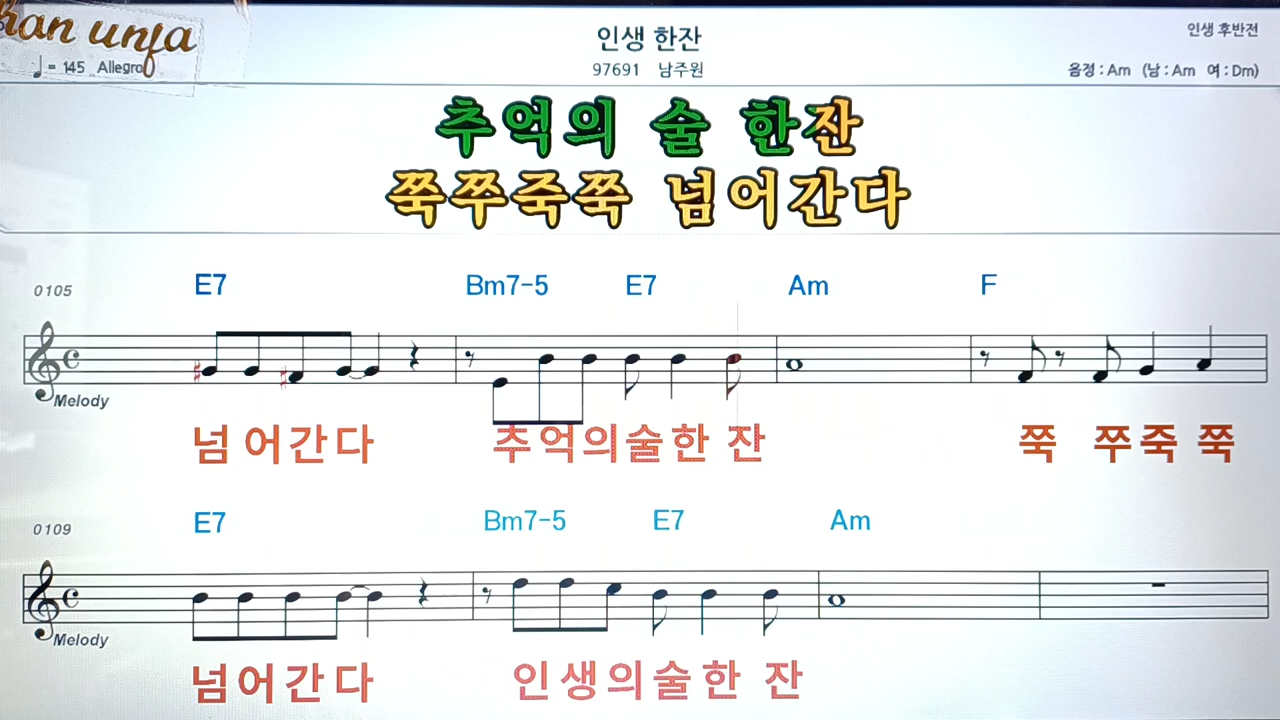 han unfa
인생 한잔
인생 후반전
♩= 145 Allegro
97691 남주원
음정 : Am (남 : Am 여 : Dm)
추억의 술 한잔
쭉쭈죽쭉 넘어간다
0105 E7 Bm7-5 E7 Am F
Melody
넘어간다 추억의술한 잔 쭉 쭈죽 쭉
0109 E7 Bm7-5 E7 Am
Melody
넘어간다 인생의술한 잔